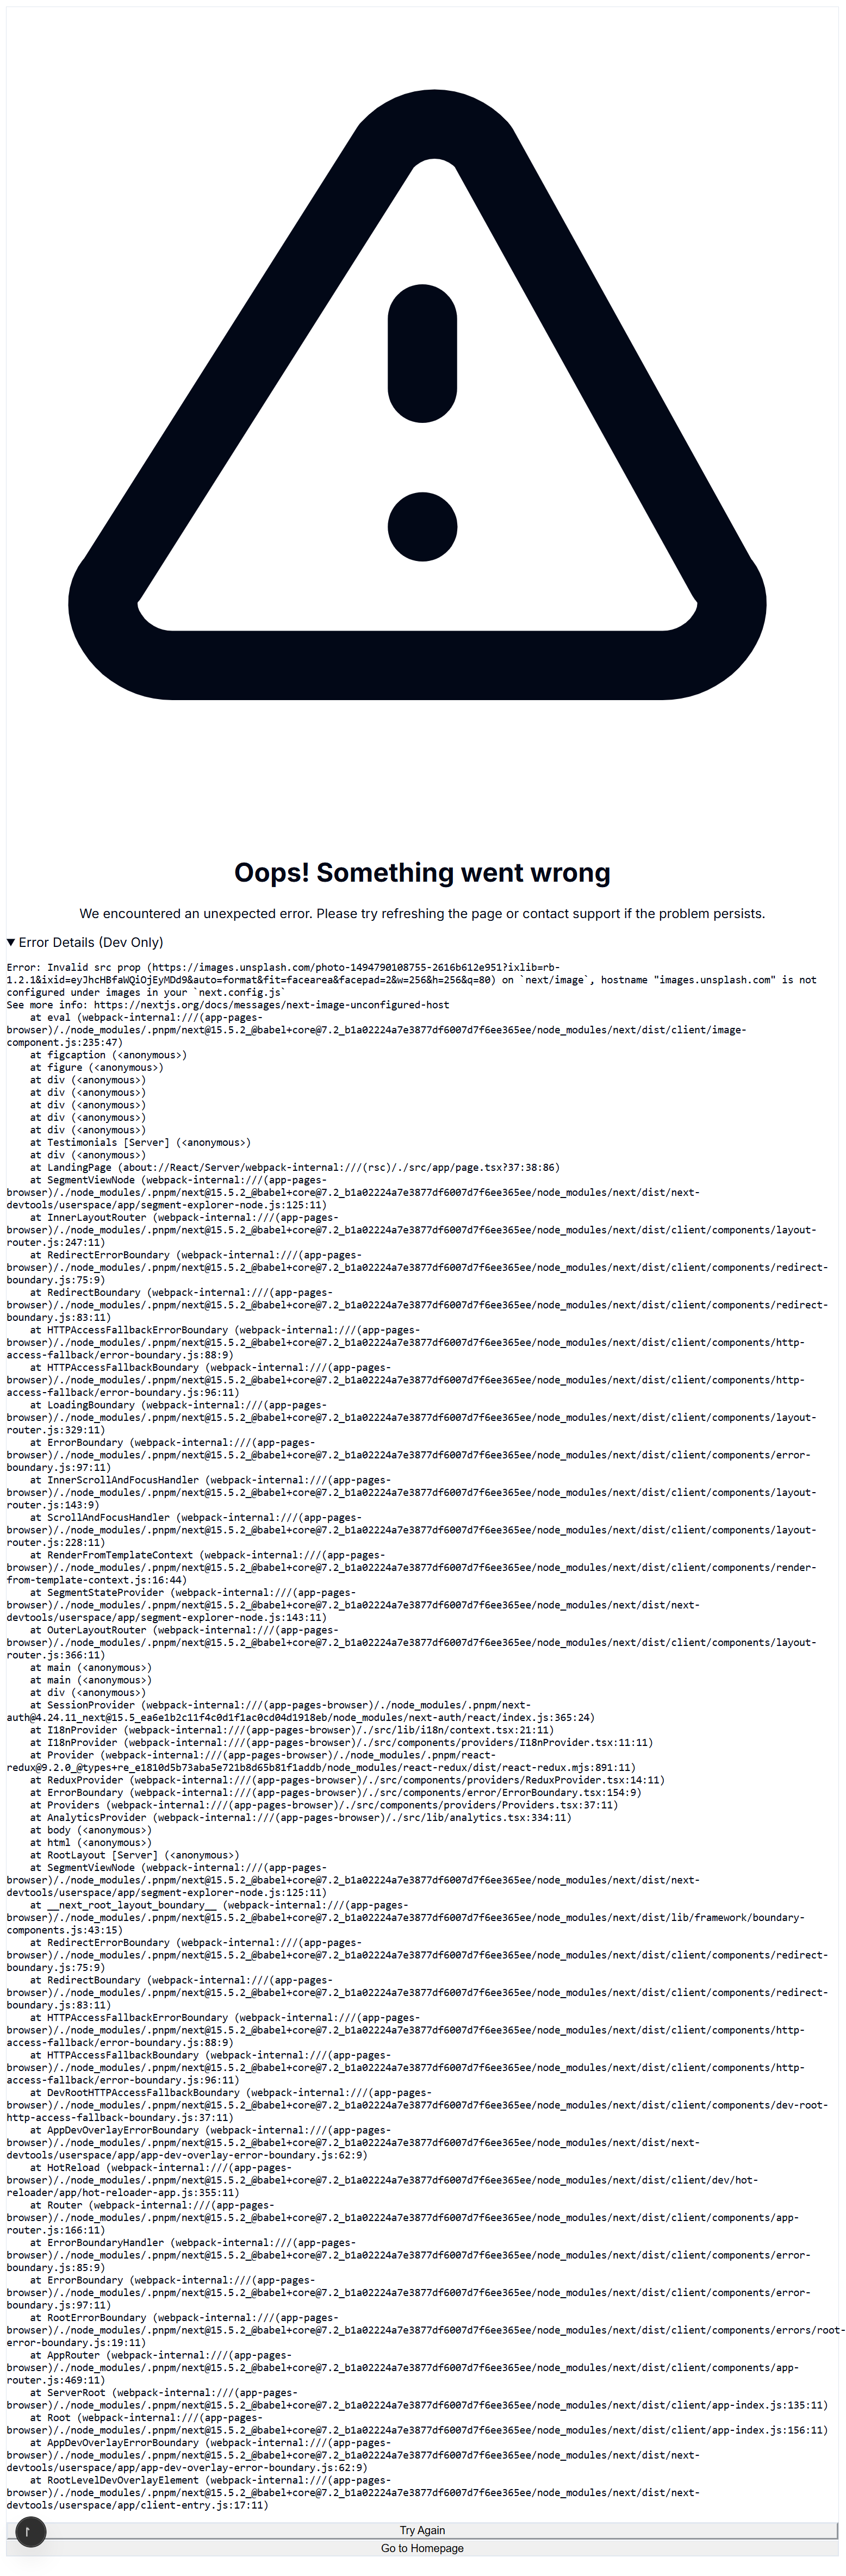 Oops! Something went wrong
We encountered an unexpected error. Please try refreshing the page or contact support if the problem persists.
▼ Error Details (Dev Only)
Error: Invalid src prop (https://images.unsplash.com/photo-1494790108755-2616b612e951?ixlib=rb-
1.2.1&ixid=eyJhcHBfaWQiOjEyMDd9&auto=format&fit=facearea&facepad=2&w=256&h=256&q=80) on `next/image`, hostname "images.unsplash.com" is not
configured under images in your `next.config.js`
See more info: https://nextjs.org/docs/messages/next-image-unconfigured-host
    at eval (webpack-internal:///(app-pages-
browser)/./node_modules/.pnpm/next@15.5.2_@babel+core@7.2_b1a02224a7e3877df6007d7f6ee365ee/node_modules/next/dist/client/image-
component.js:235:47)
    at figcaption (<anonymous>)
    at figure (<anonymous>)
    at div (<anonymous>)
    at div (<anonymous>)
    at div (<anonymous>)
    at div (<anonymous>)
    at div (<anonymous>)
    at Testimonials [Server] (<anonymous>)
    at div (<anonymous>)
    at LandingPage (about://React/Server/webpack-internal:///(rsc)/./src/app/page.tsx?37:38:86)
    at SegmentViewNode (webpack-internal:///(app-pages-
browser)/./node_modules/.pnpm/next@15.5.2_@babel+core@7.2_b1a02224a7e3877df6007d7f6ee365ee/node_modules/next/dist/next-
devtools/userspace/app/segment-explorer-node.js:125:11)
    at InnerLayoutRouter (webpack-internal:///(app-pages-
browser)/./node_modules/.pnpm/next@15.5.2_@babel+core@7.2_b1a02224a7e3877df6007d7f6ee365ee/node_modules/next/dist/client/components/layout-
router.js:247:11)
    at RedirectErrorBoundary (webpack-internal:///(app-pages-
browser)/./node_modules/.pnpm/next@15.5.2_@babel+core@7.2_b1a02224a7e3877df6007d7f6ee365ee/node_modules/next/dist/client/components/redirect-
boundary.js:75:9)
    at RedirectBoundary (webpack-internal:///(app-pages-
browser)/./node_modules/.pnpm/next@15.5.2_@babel+core@7.2_b1a02224a7e3877df6007d7f6ee365ee/node_modules/next/dist/client/components/redirect-
boundary.js:83:11)
    at HTTPAccessFallbackErrorBoundary (webpack-internal:///(app-pages-
browser)/./node_modules/.pnpm/next@15.5.2_@babel+core@7.2_b1a02224a7e3877df6007d7f6ee365ee/node_modules/next/dist/client/components/http-
access-fallback/error-boundary.js:88:9)
    at HTTPAccessFallbackBoundary (webpack-internal:///(app-pages-
browser)/./node_modules/.pnpm/next@15.5.2_@babel+core@7.2_b1a02224a7e3877df6007d7f6ee365ee/node_modules/next/dist/client/components/http-
access-fallback/error-boundary.js:96:11)
    at LoadingBoundary (webpack-internal:///(app-pages-
browser)/./node_modules/.pnpm/next@15.5.2_@babel+core@7.2_b1a02224a7e3877df6007d7f6ee365ee/node_modules/next/dist/client/components/layout-
router.js:329:11)
    at ErrorBoundary (webpack-internal:///(app-pages-
browser)/./node_modules/.pnpm/next@15.5.2_@babel+core@7.2_b1a02224a7e3877df6007d7f6ee365ee/node_modules/next/dist/client/components/error-
boundary.js:97:11)
    at InnerScrollAndFocusHandler (webpack-internal:///(app-pages-
browser)/./node_modules/.pnpm/next@15.5.2_@babel+core@7.2_b1a02224a7e3877df6007d7f6ee365ee/node_modules/next/dist/client/components/layout-
router.js:143:9)
    at ScrollAndFocusHandler (webpack-internal:///(app-pages-
browser)/./node_modules/.pnpm/next@15.5.2_@babel+core@7.2_b1a02224a7e3877df6007d7f6ee365ee/node_modules/next/dist/client/components/layout-
router.js:228:11)
    at RenderFromTemplateContext (webpack-internal:///(app-pages-
browser)/./node_modules/.pnpm/next@15.5.2_@babel+core@7.2_b1a02224a7e3877df6007d7f6ee365ee/node_modules/next/dist/client/components/render-
from-template-context.js:16:44)
    at SegmentStateProvider (webpack-internal:///(app-pages-
browser)/./node_modules/.pnpm/next@15.5.2_@babel+core@7.2_b1a02224a7e3877df6007d7f6ee365ee/node_modules/next/dist/next-
devtools/userspace/app/segment-explorer-node.js:143:11)
    at OuterLayoutRouter (webpack-internal:///(app-pages-
browser)/./node_modules/.pnpm/next@15.5.2_@babel+core@7.2_b1a02224a7e3877df6007d7f6ee365ee/node_modules/next/dist/client/components/layout-
router.js:366:11)
    at main (<anonymous>)
    at main (<anonymous>)
    at div (<anonymous>)
    at SessionProvider (webpack-internal:///(app-pages-browser)/./node_modules/.pnpm/next-
auth@4.24.11_next@15.5_ea6e1b2c11f4c0d1f1ac0cd04d1918eb/node_modules/next-auth/react/index.js:365:24)
    at I18nProvider (webpack-internal:///(app-pages-browser)/./src/lib/i18n/context.tsx:21:11)
    at I18nProvider (webpack-internal:///(app-pages-browser)/./src/components/providers/I18nProvider.tsx:11:11)
    at Provider (webpack-internal:///(app-pages-browser)/./node_modules/.pnpm/react-
redux@9.2.0_@types+re_e1810d5b73aba5e721b8d65b81f1addb/node_modules/react-redux/dist/react-redux.mjs:891:11)
    at ReduxProvider (webpack-internal:///(app-pages-browser)/./src/components/providers/ReduxProvider.tsx:14:11)
    at ErrorBoundary (webpack-internal:///(app-pages-browser)/./src/components/error/ErrorBoundary.tsx:154:9)
    at Providers (webpack-internal:///(app-pages-browser)/./src/components/providers/Providers.tsx:37:11)
    at AnalyticsProvider (webpack-internal:///(app-pages-browser)/./src/lib/analytics.tsx:334:11)
    at body (<anonymous>)
    at html (<anonymous>)
    at RootLayout [Server] (<anonymous>)
    at SegmentViewNode (webpack-internal:///(app-pages-
browser)/./node_modules/.pnpm/next@15.5.2_@babel+core@7.2_b1a02224a7e3877df6007d7f6ee365ee/node_modules/next/dist/next-
devtools/userspace/app/segment-explorer-node.js:125:11)
    at __next_root_layout_boundary__ (webpack-internal:///(app-pages-
browser)/./node_modules/.pnpm/next@15.5.2_@babel+core@7.2_b1a02224a7e3877df6007d7f6ee365ee/node_modules/next/dist/lib/framework/boundary-
components.js:43:15)
    at RedirectErrorBoundary (webpack-internal:///(app-pages-
browser)/./node_modules/.pnpm/next@15.5.2_@babel+core@7.2_b1a02224a7e3877df6007d7f6ee365ee/node_modules/next/dist/client/components/redirect-
boundary.js:75:9)
    at RedirectBoundary (webpack-internal:///(app-pages-
browser)/./node_modules/.pnpm/next@15.5.2_@babel+core@7.2_b1a02224a7e3877df6007d7f6ee365ee/node_modules/next/dist/client/components/redirect-
boundary.js:83:11)
    at HTTPAccessFallbackErrorBoundary (webpack-internal:///(app-pages-
browser)/./node_modules/.pnpm/next@15.5.2_@babel+core@7.2_b1a02224a7e3877df6007d7f6ee365ee/node_modules/next/dist/client/components/http-
access-fallback/error-boundary.js:88:9)
    at HTTPAccessFallbackBoundary (webpack-internal:///(app-pages-
browser)/./node_modules/.pnpm/next@15.5.2_@babel+core@7.2_b1a02224a7e3877df6007d7f6ee365ee/node_modules/next/dist/client/components/http-
access-fallback/error-boundary.js:96:11)
    at DevRootHTTPAccessFallbackBoundary (webpack-internal:///(app-pages-
browser)/./node_modules/.pnpm/next@15.5.2_@babel+core@7.2_b1a02224a7e3877df6007d7f6ee365ee/node_modules/next/dist/client/components/dev-root-
http-access-fallback-boundary.js:37:11)
    at AppDevOverlayErrorBoundary (webpack-internal:///(app-pages-
browser)/./node_modules/.pnpm/next@15.5.2_@babel+core@7.2_b1a02224a7e3877df6007d7f6ee365ee/node_modules/next/dist/next-
devtools/userspace/app/app-dev-overlay-error-boundary.js:62:9)
    at HotReload (webpack-internal:///(app-pages-
browser)/./node_modules/.pnpm/next@15.5.2_@babel+core@7.2_b1a02224a7e3877df6007d7f6ee365ee/node_modules/next/dist/client/dev/hot-
reloader/app/hot-reloader-app.js:355:11)
    at Router (webpack-internal:///(app-pages-
browser)/./node_modules/.pnpm/next@15.5.2_@babel+core@7.2_b1a02224a7e3877df6007d7f6ee365ee/node_modules/next/dist/client/components/app-
router.js:166:11)
    at ErrorBoundaryHandler (webpack-internal:///(app-pages-
browser)/./node_modules/.pnpm/next@15.5.2_@babel+core@7.2_b1a02224a7e3877df6007d7f6ee365ee/node_modules/next/dist/client/components/error-
boundary.js:85:9)
    at ErrorBoundary (webpack-internal:///(app-pages-
browser)/./node_modules/.pnpm/next@15.5.2_@babel+core@7.2_b1a02224a7e3877df6007d7f6ee365ee/node_modules/next/dist/client/components/error-
boundary.js:97:11)
    at RootErrorBoundary (webpack-internal:///(app-pages-
browser)/./node_modules/.pnpm/next@15.5.2_@babel+core@7.2_b1a02224a7e3877df6007d7f6ee365ee/node_modules/next/dist/client/components/errors/root-
error-boundary.js:19:11)
    at AppRouter (webpack-internal:///(app-pages-
browser)/./node_modules/.pnpm/next@15.5.2_@babel+core@7.2_b1a02224a7e3877df6007d7f6ee365ee/node_modules/next/dist/client/components/app-
router.js:469:11)
    at ServerRoot (webpack-internal:///(app-pages-
browser)/./node_modules/.pnpm/next@15.5.2_@babel+core@7.2_b1a02224a7e3877df6007d7f6ee365ee/node_modules/next/dist/client/app-index.js:135:11)
    at Root (webpack-internal:///(app-pages-
browser)/./node_modules/.pnpm/next@15.5.2_@babel+core@7.2_b1a02224a7e3877df6007d7f6ee365ee/node_modules/next/dist/client/app-index.js:156:11)
    at AppDevOverlayErrorBoundary (webpack-internal:///(app-pages-
browser)/./node_modules/.pnpm/next@15.5.2_@babel+core@7.2_b1a02224a7e3877df6007d7f6ee365ee/node_modules/next/dist/next-
devtools/userspace/app/app-dev-overlay-error-boundary.js:62:9)
    at RootLevelDevOverlayElement (webpack-internal:///(app-pages-
browser)/./node_modules/.pnpm/next@15.5.2_@babel+core@7.2_b1a02224a7e3877df6007d7f6ee365ee/node_modules/next/dist/next-
devtools/userspace/app/client-entry.js:17:11)
Try Again
Go to Homepage